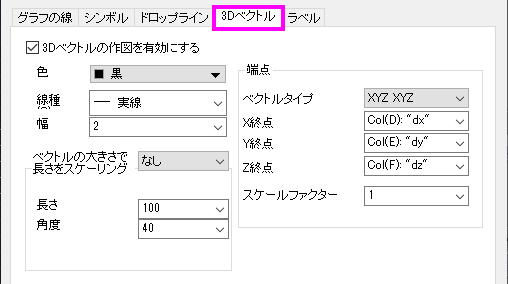 グラフの線 シンボル ドロップライン 3Dベクトル ラベル
3Dベクトルの作図を有効にする
色 黒
線種 実線
幅 2
ベクトルの大きさで
長さをスケーリング なし
長さ 100
角度 40
端点
ベクトルタイプ XYZ XYZ
X終点 Col(D): "dx"
Y終点 Col(E): "dy"
Z終点 Col(F): "dz"
スケールファクター 1